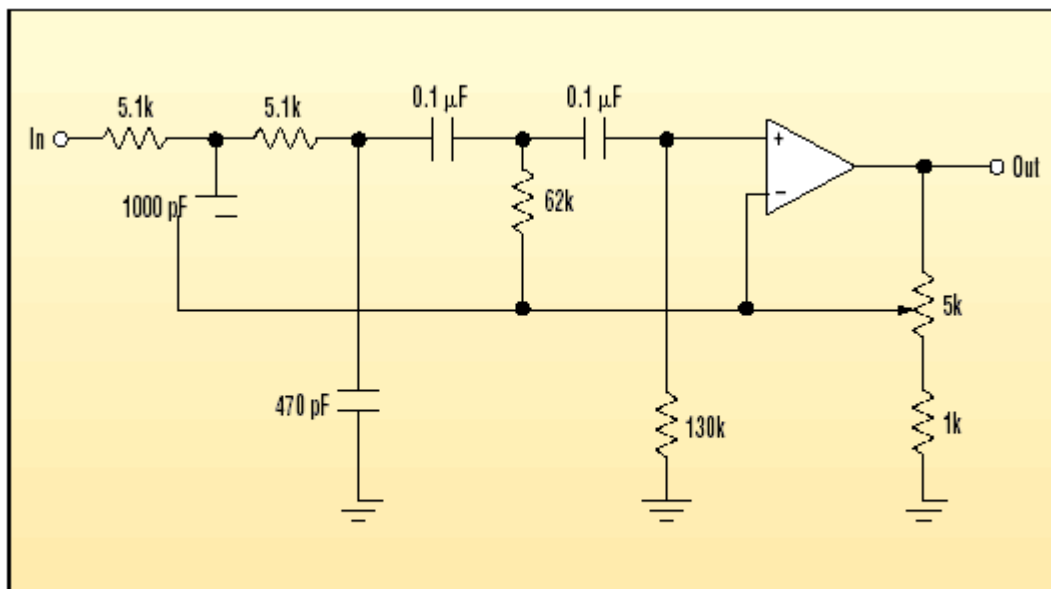 0.1 µF
0.1 µF
5.1k
5.1k
In
+
Out
1000 pF
62k
−
5k
470 pF
130k
1k